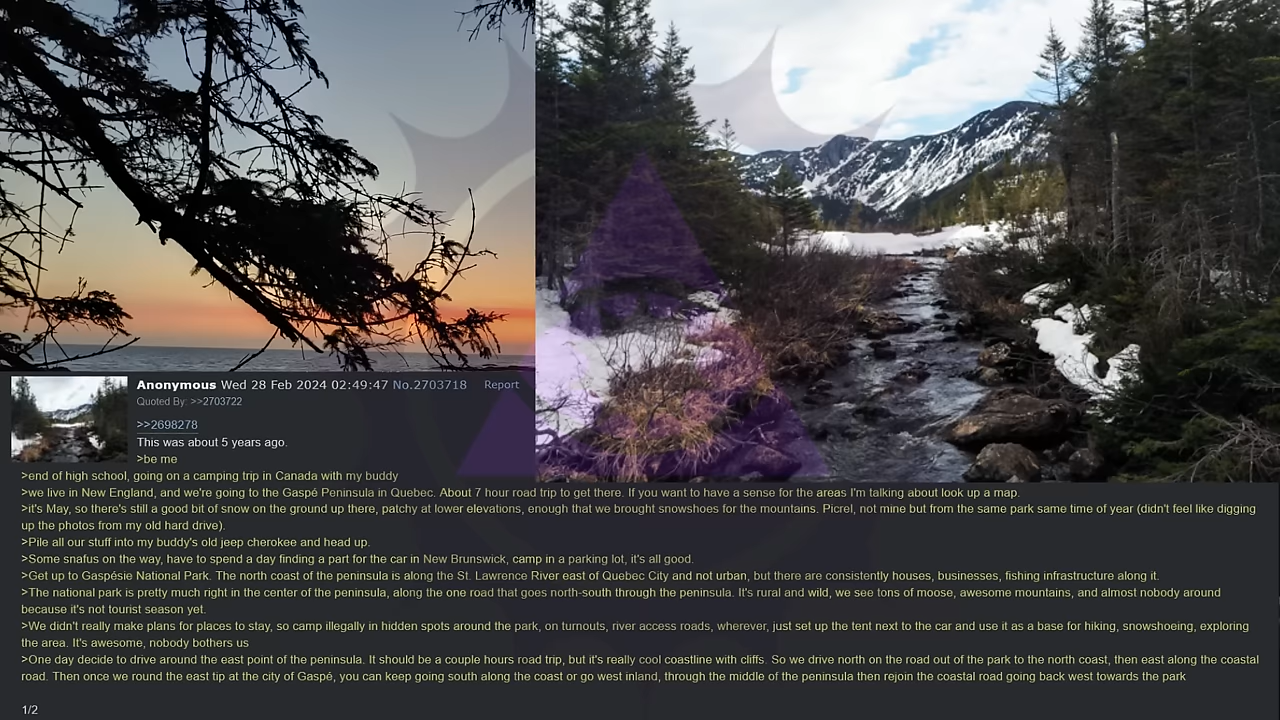 Anonymous Wed 28 Feb 2024 02:49:47 No.2703718 Report
Quoted By: >>2703722
>>2698278
This was about 5 years ago.
>be me
>end of high school, going on a camping trip in Canada with my buddy
>we live in New England, and we're going to the Gaspé Peninsula in Quebec. About 7 hour road trip to get there. If you want to have a sense for the areas I'm talking about look up a map.
>it's May, so there's still a good bit of snow on the ground up there, patchy at lower elevations, enough that we brought snowshoes for the mountains. Picrel, not mine but from the same park same time of year (didn't feel like digging
up the photos from my old hard drive).
>Pile all our stuff into my buddy's old jeep cherokee and head up.
>Some snafus on the way, have to spend a day finding a part for the car in New Brunswick, camp in a parking lot, it's all good.
>Get up to Gaspésie National Park. The north coast of the peninsula is along the St. Lawrence River east of Quebec City and not urban, but there are consistently houses, businesses, fishing infrastructure along it.
>The national park is pretty much right in the center of the peninsula, along the one road that goes north-south through the peninsula. It's rural and wild, we see tons of moose, awesome mountains, and almost nobody around
because it's not tourist season yet.
>We didn't really make plans for places to stay, so camp illegally in hidden spots around the park, on turnouts, river access roads, wherever, just set up the tent next to the car and use it as a base for hiking, snowshoeing, exploring
the area. It's awesome, nobody bothers us
>One day decide to drive around the east point of the peninsula. It should be a couple hours road trip, but it's really cool coastline with cliffs. So we drive north on the road out of the park to the north coast, then east along the coastal
road. Then once we round the east tip at the city of Gaspé, you can keep going south along the coast or go west inland, through the middle of the peninsula then rejoin the coastal road going back west towards the park
1/2